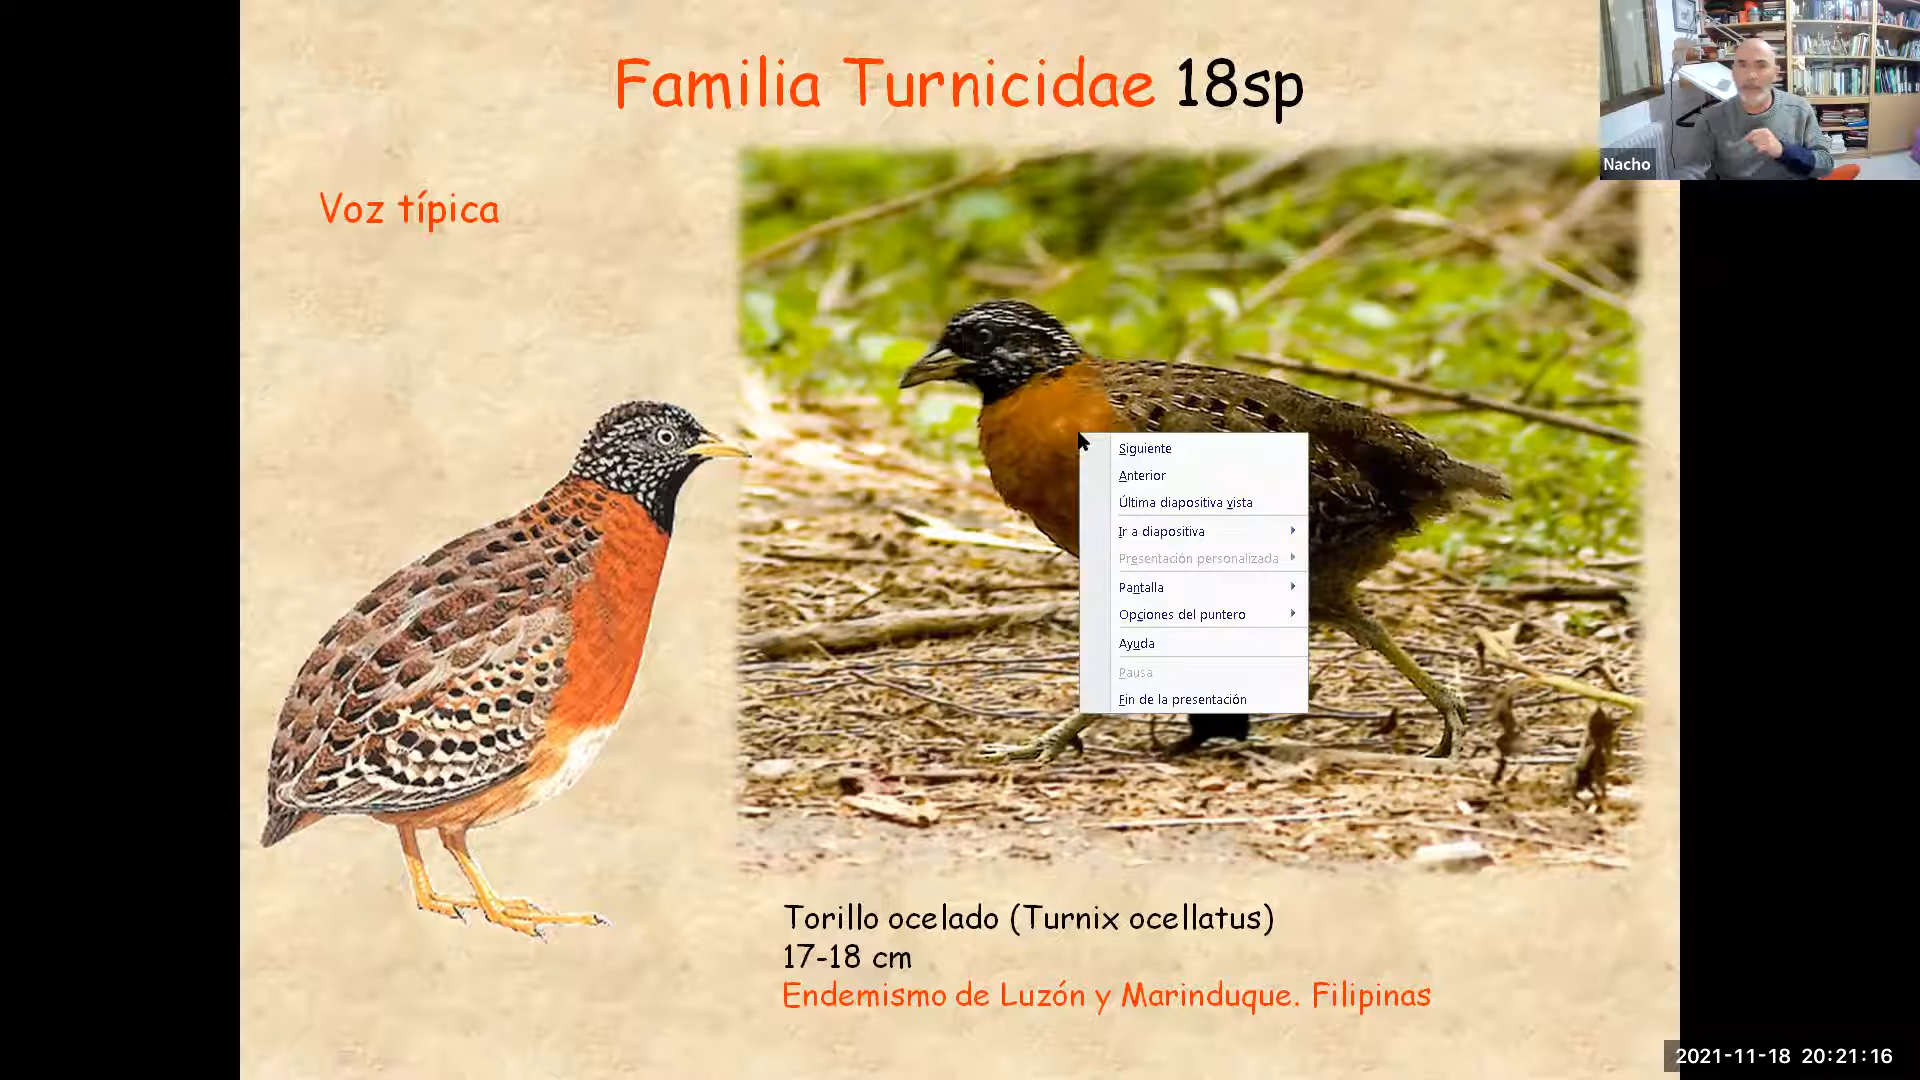 Familia Turnicidae 18sp
Nacho
Voz típica
Siguiente
Anterior
Última diapositiva vista
Ir a diapositiva
Presentación personalizada
Pantalla
Opciones del puntero
Ayuda
Pausa
Fin de la presentación
Torillo ocelado (Turnix ocellatus)
17-18 cm
Endemismo de Luzón y Marinduque. Filipinas
2021-11-18 20:21:16